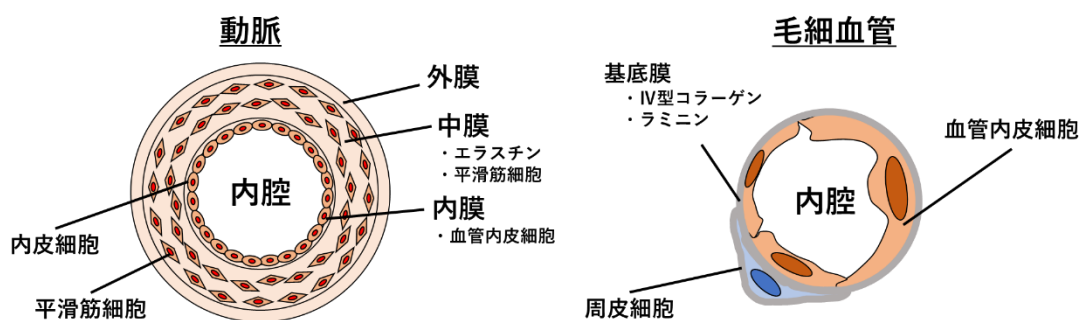 動脈
外膜
中膜
・エラスチン
・平滑筋細胞
内膜
・血管内皮細胞
内腔
内皮細胞
平滑筋細胞
毛細血管
基底膜
・Ⅳ型コラーゲン
・ラミニン
血管内皮細胞
内腔
周皮細胞